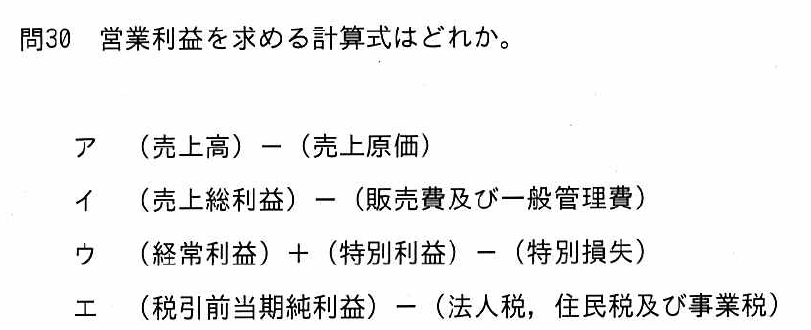 問30　営業利益を求める計算式はどれか。
ア　（売上高）－（売上原価）
イ　（売上総利益）－（販売費及び一般管理費）
ウ　（経常利益）＋（特別利益）－（特別損失）
エ　（税引前当期純利益）－（法人税，住民税及び事業税）